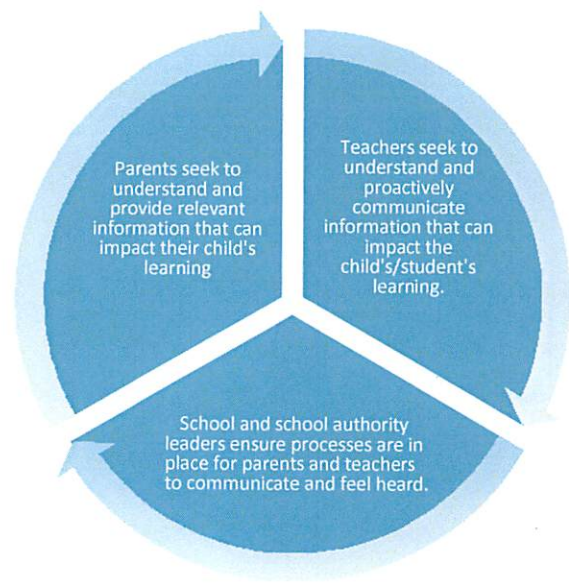 Parents seek to
understand and
provide relevant
information that can
impact their child's
learning
Teachers seek to
understand and
proactively
communicate
information that can
impact the
child's/student's
learning.
School and school authority
leaders ensure processes are in
place for parents and teachers
to communicate and feel heard.